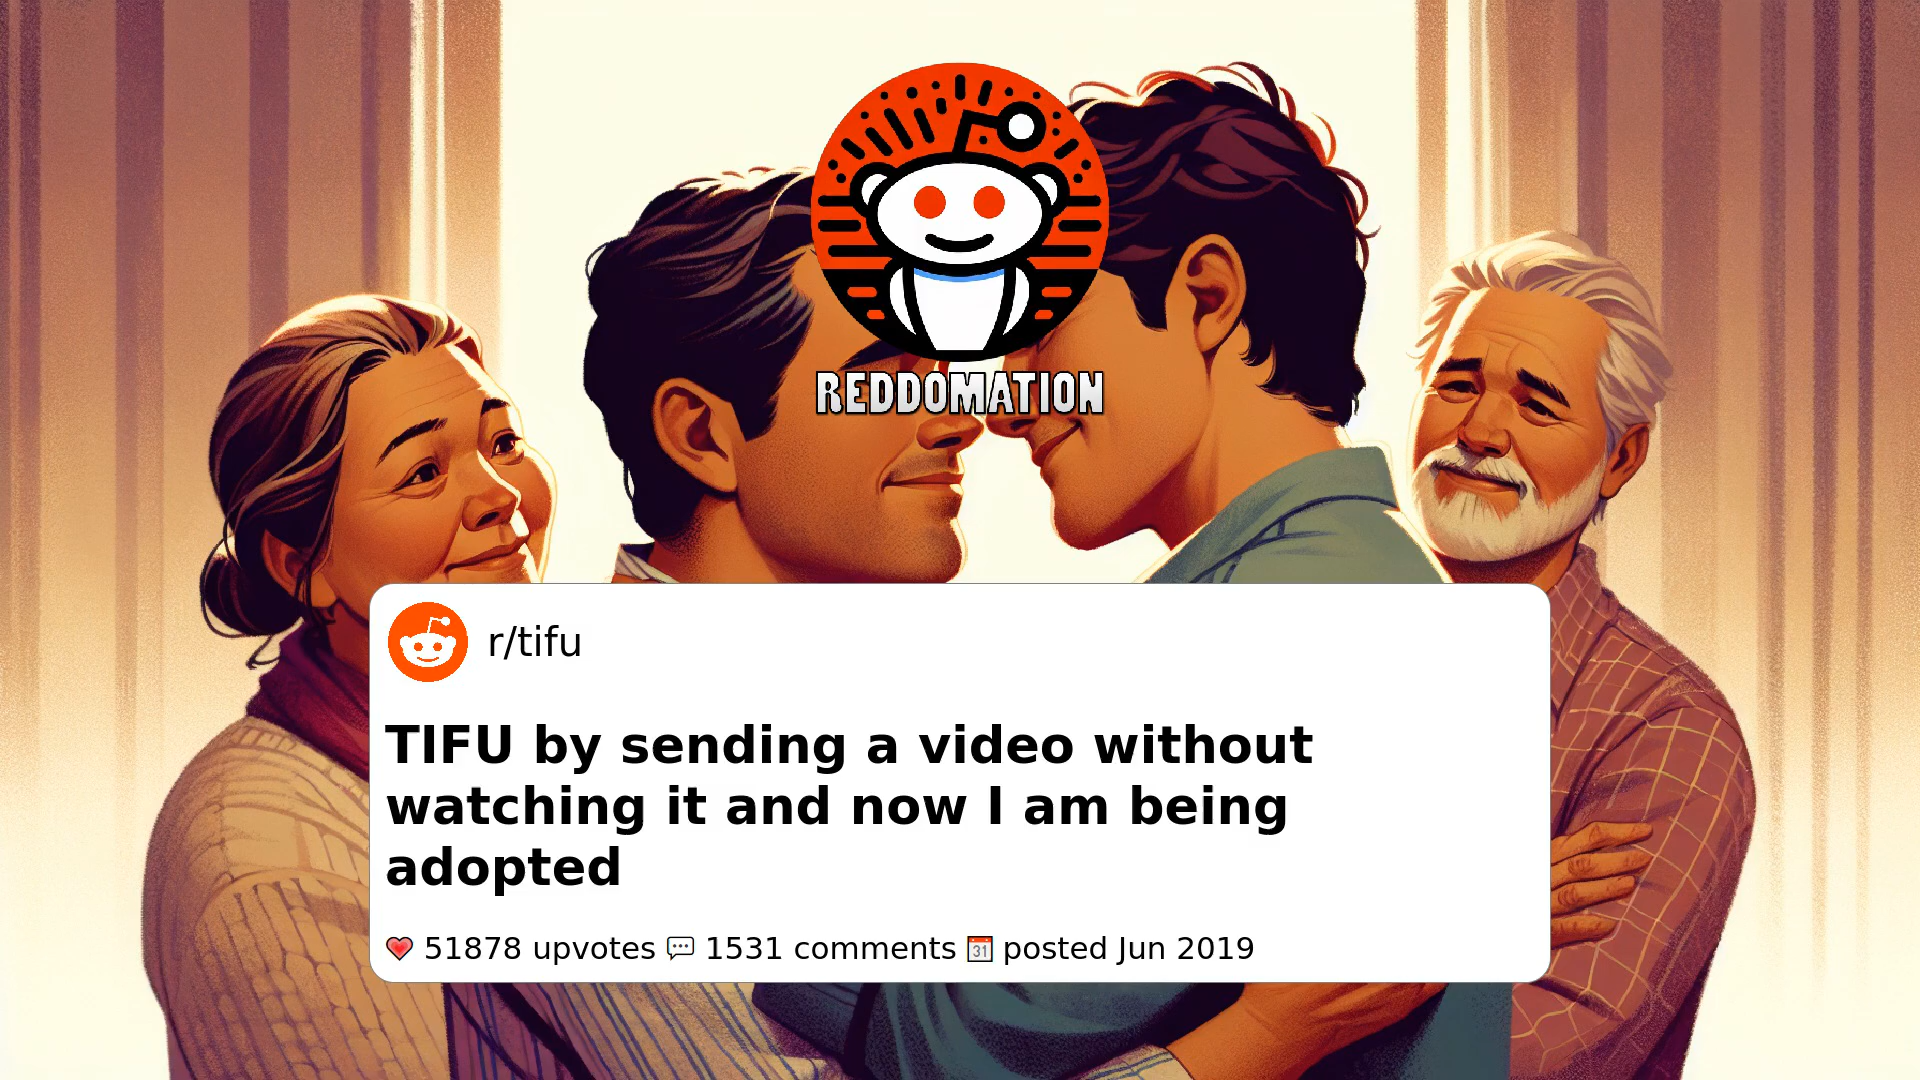 REDDOMATION
r/tifu
TIFU by sending a video without
watching it and now I am being
adopted
51878 upvotes 1531 comments 31 posted Jun 2019